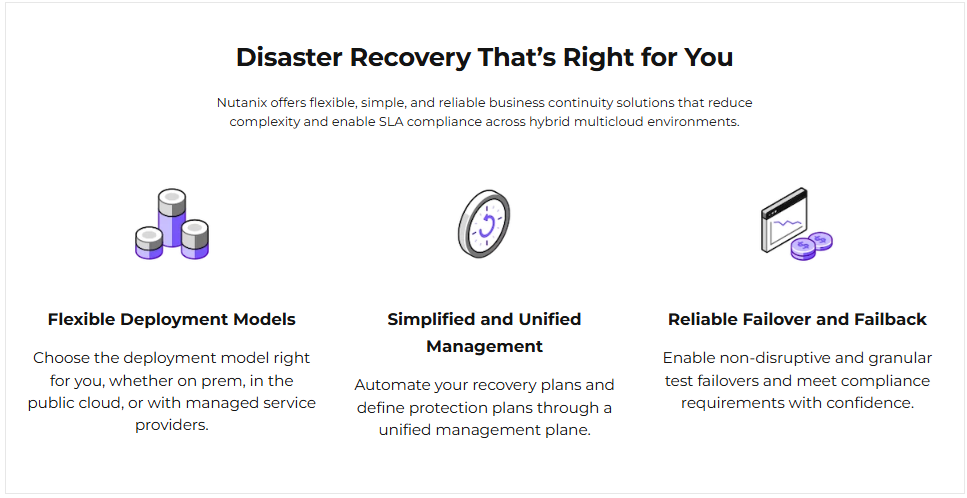 Disaster Recovery That’s Right for You
Nutanix offers flexible, simple, and reliable business continuity solutions that reduce
complexity and enable SLA compliance across hybrid multicloud environments.
Flexible Deployment Models
Choose the deployment model right
for you, whether on prem, in the
public cloud, or with managed service
providers.
Simplified and Unified
Management
Automate your recovery plans and
define protection plans through a
unified management plane.
Reliable Failover and Failback
Enable non-disruptive and granular
test failovers and meet compliance
requirements with confidence.